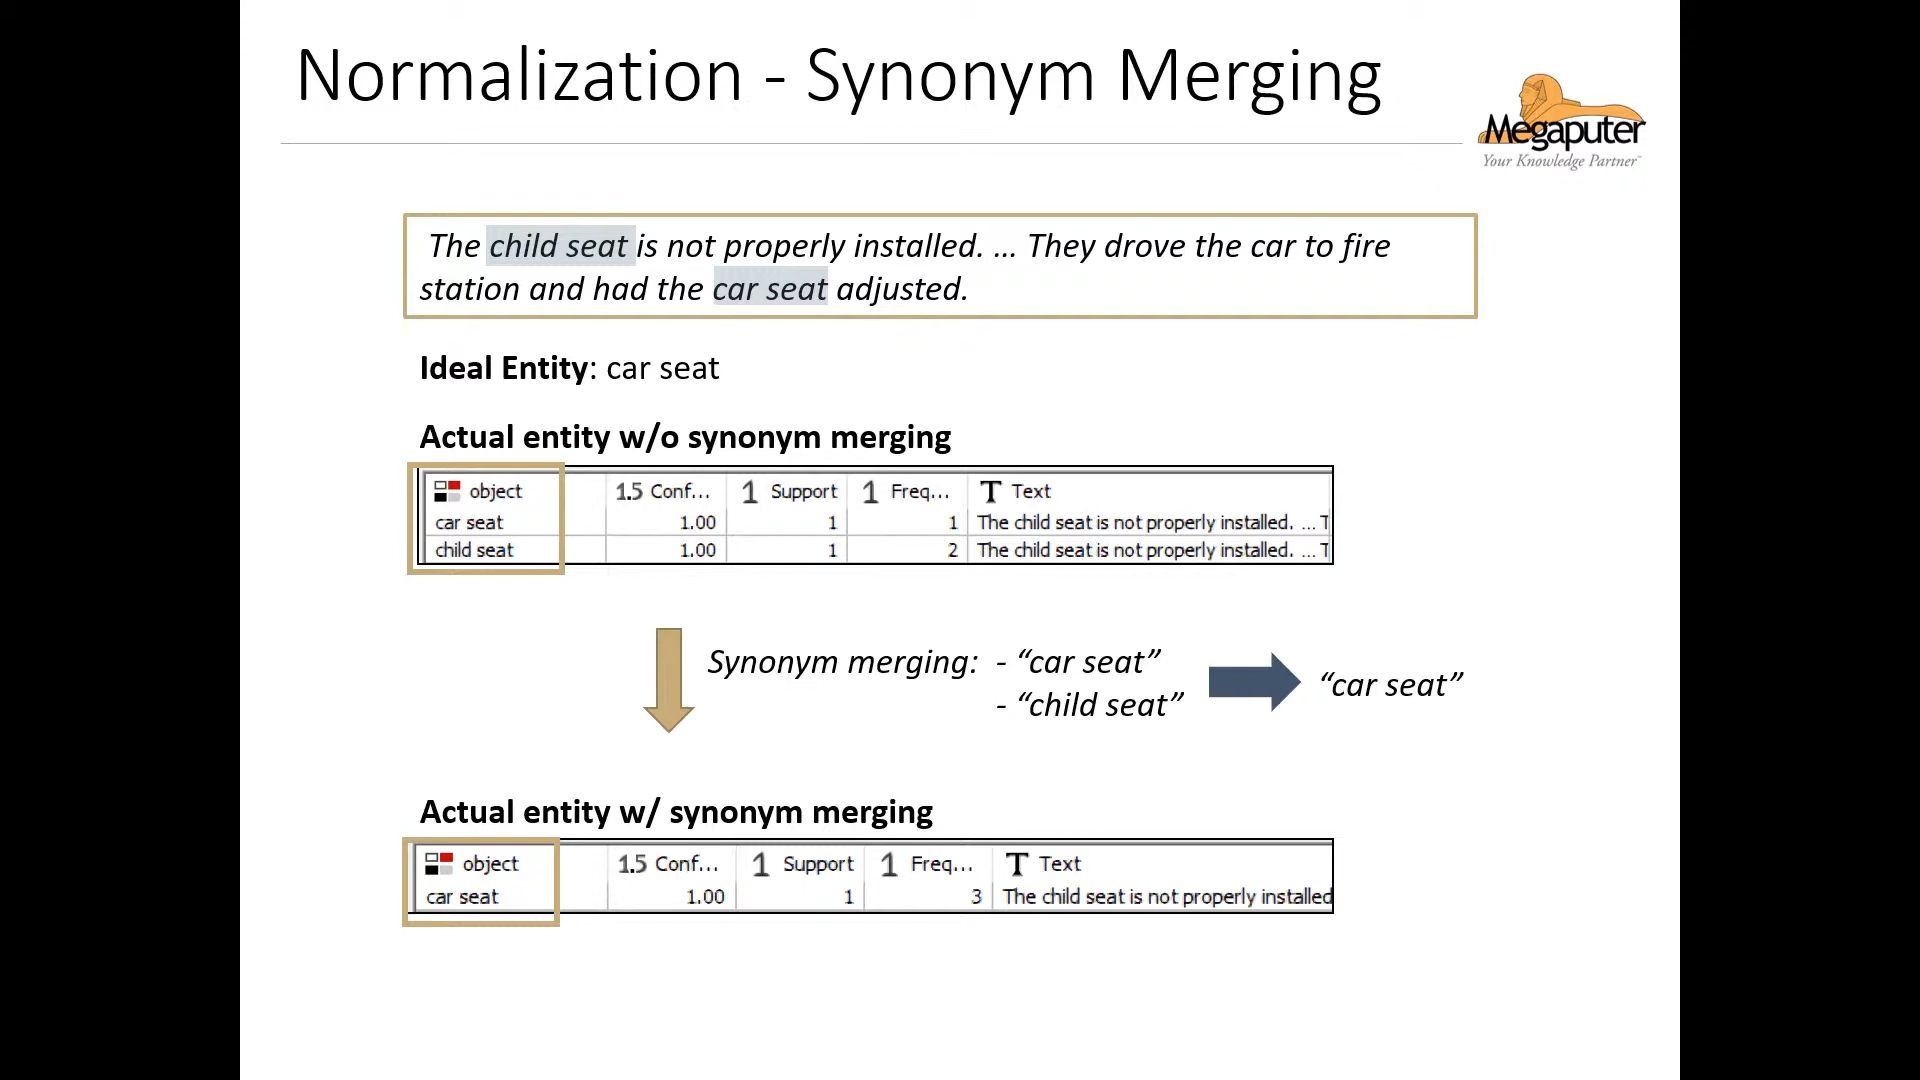 Normalization - Synonym Merging
Megaputer
Your Knowledge Partner™
The child seat is not properly installed. ... They drove the car to fire
station and had the car seat adjusted.
Ideal Entity: car seat
Actual entity w/o synonym merging
object 1.5 Conf... 1 Support 1 Freq... T Text
car seat 1.00 1 1 The child seat is not properly installed. ... T
child seat 1.00 1 2 The child seat is not properly installed. ... T
Synonym merging: - “car seat”
- “child seat”
“car seat”
Actual entity w/ synonym merging
object 1.5 Conf... 1 Support 1 Freq... T Text
car seat 1.00 1 3 The child seat is not properly installed